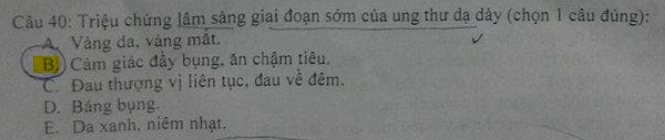 Câu 40: Triệu chứng lâm sàng giai đoạn sớm của ung thư dạ dày (chọn 1 câu đúng):
A. Vàng da, vàng mắt.
B. Cảm giác đầy bụng, ăn chậm tiêu.
C. Đau thượng vị liên tục, đau về đêm.
D. Báng bụng.
E. Da xanh, niêm nhạt.